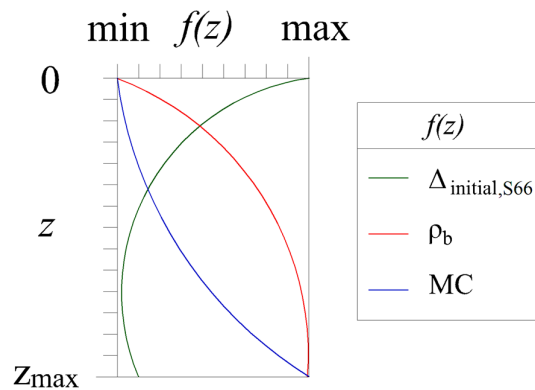 min f(z) max
0
z
zmax
f(z)
Δinitial,S66
ρb
MC